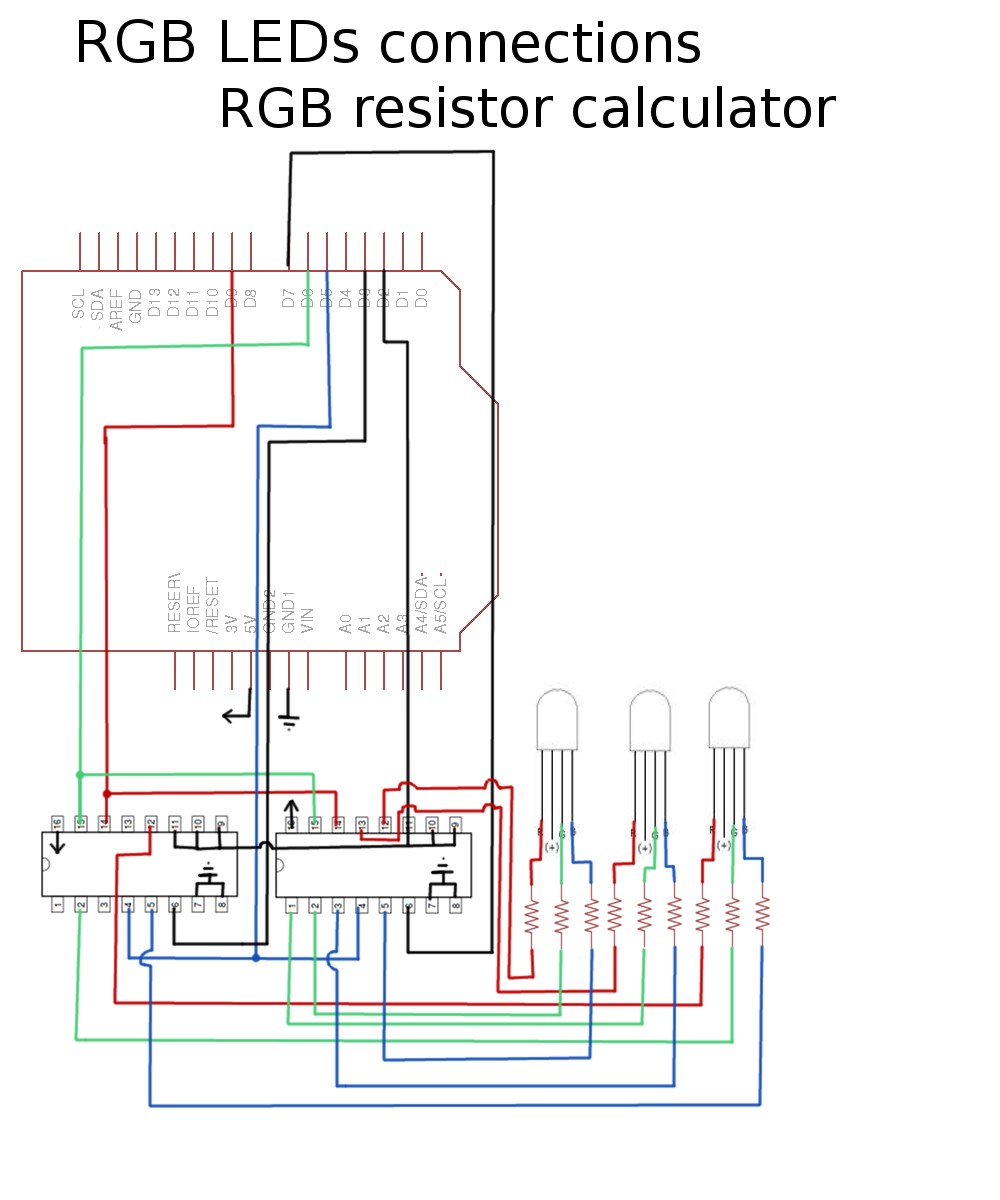 RGB LEDs connections
RGB resistor calculator
SCL SDA AREF GND D13 D12 D11 D10 D9 D8 D7 D6 D5 D4 D3 D2 D1 D0
RESERV IOREF /RESET 3V 5V GND2 GND1 VIN A0 A1 A2 A3 A4/SDA A5/SCL
16 15 14 13 12 11 10 9
16 15 14 13 12 11 10 9
R (+) G B
R (+) G B
R (+) G B
1 2 3 4 5 6 7 8
1 2 3 4 5 6 7 8